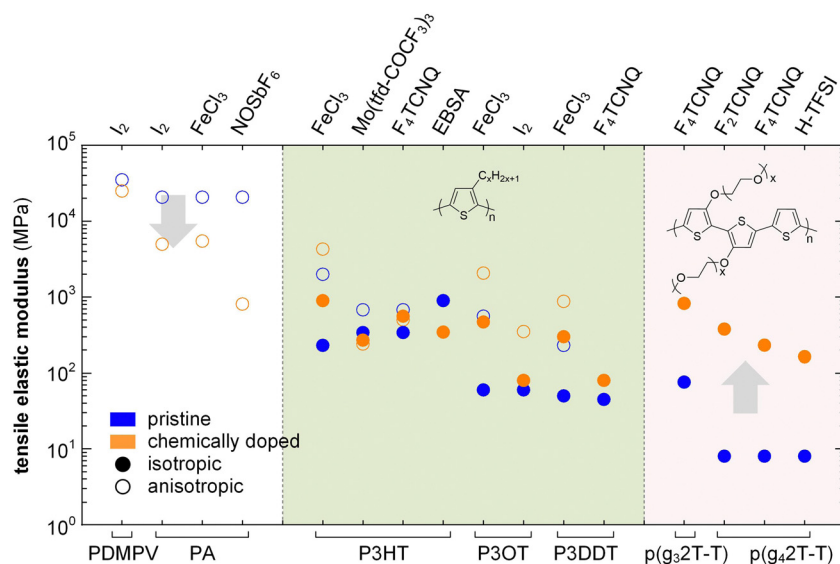 I2
I2
FeCl3
NOSbF6
FeCl3
Mo(tfd-COCF3)3
F4TCNQ
EBSA
FeCl3
I2
FeCl3
F4TCNQ
F4TCNQ
F2TCNQ
F4TCNQ
H-TFSI
tensile elastic modulus (MPa)
10^5
10^4
10^3
10^2
10^1
10^0
CxH2x+1
S
n
O
O
x
S
S
S
n
O
O
x
pristine
chemically doped
isotropic
anisotropic
PDMPV
PA
P3HT
P3OT
P3DDT
p(g32T-T)
p(g42T-T)